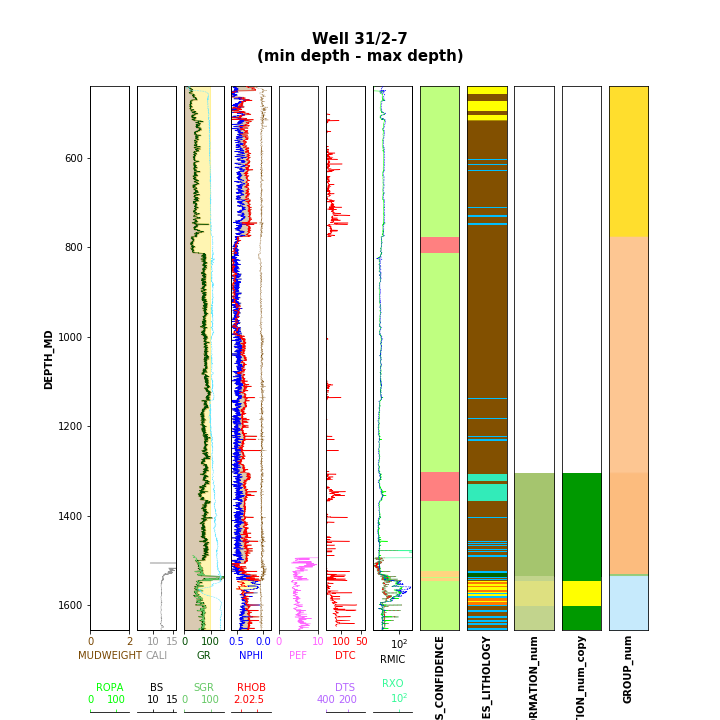 Well 31/2-7
(min depth - max depth)
DEPTH_MD
600
800
1000
1200
1400
1600
0 2 10 15 0 100 0.5 0.0 0 10 100 50 10²
MUDWEIGHT CALI GR NPHI PEF DTC RMIC
ROPA BS SGR RHOB DTS RXO
0 100 10 15 0 100 2.02.5 400 200 10²
S_CONFIDENCE
ES_LITHOLOGY
RMATION_num
TION_num_copy
GROUP_num